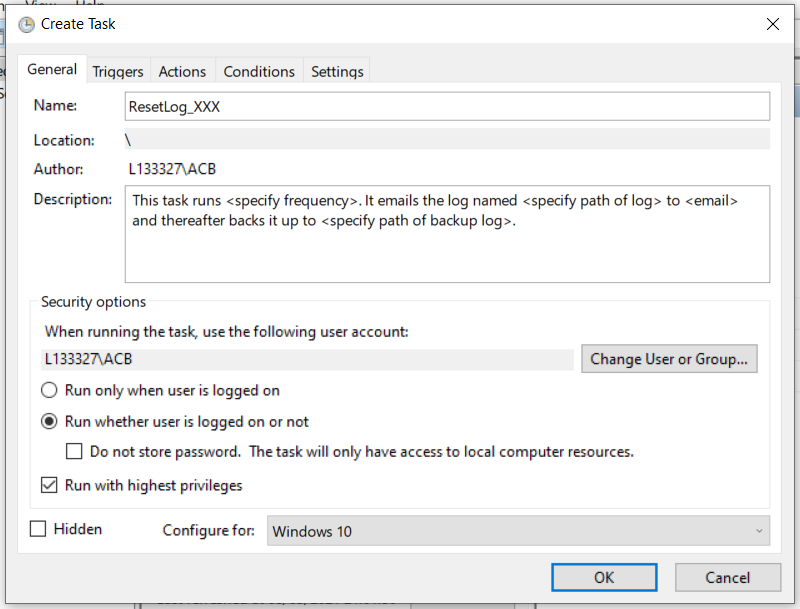 Create Task
General
Triggers
Actions
Conditions
Settings
Name:
ResetLog_XXX
Location:
\
Author:
L133327\ACB
Description:
This task runs <specify frequency>. It emails the log named <specify path of log> to <email>
and thereafter backs it up to <specify path of backup log>.
Security options
When running the task, use the following user account:
L133327\ACB
Change User or Group...
Run only when user is logged on
Run whether user is logged on or not
Do not store password.  The task will only have access to local computer resources.
Run with highest privileges
Hidden
Configure for:
Windows 10
OK
Cancel